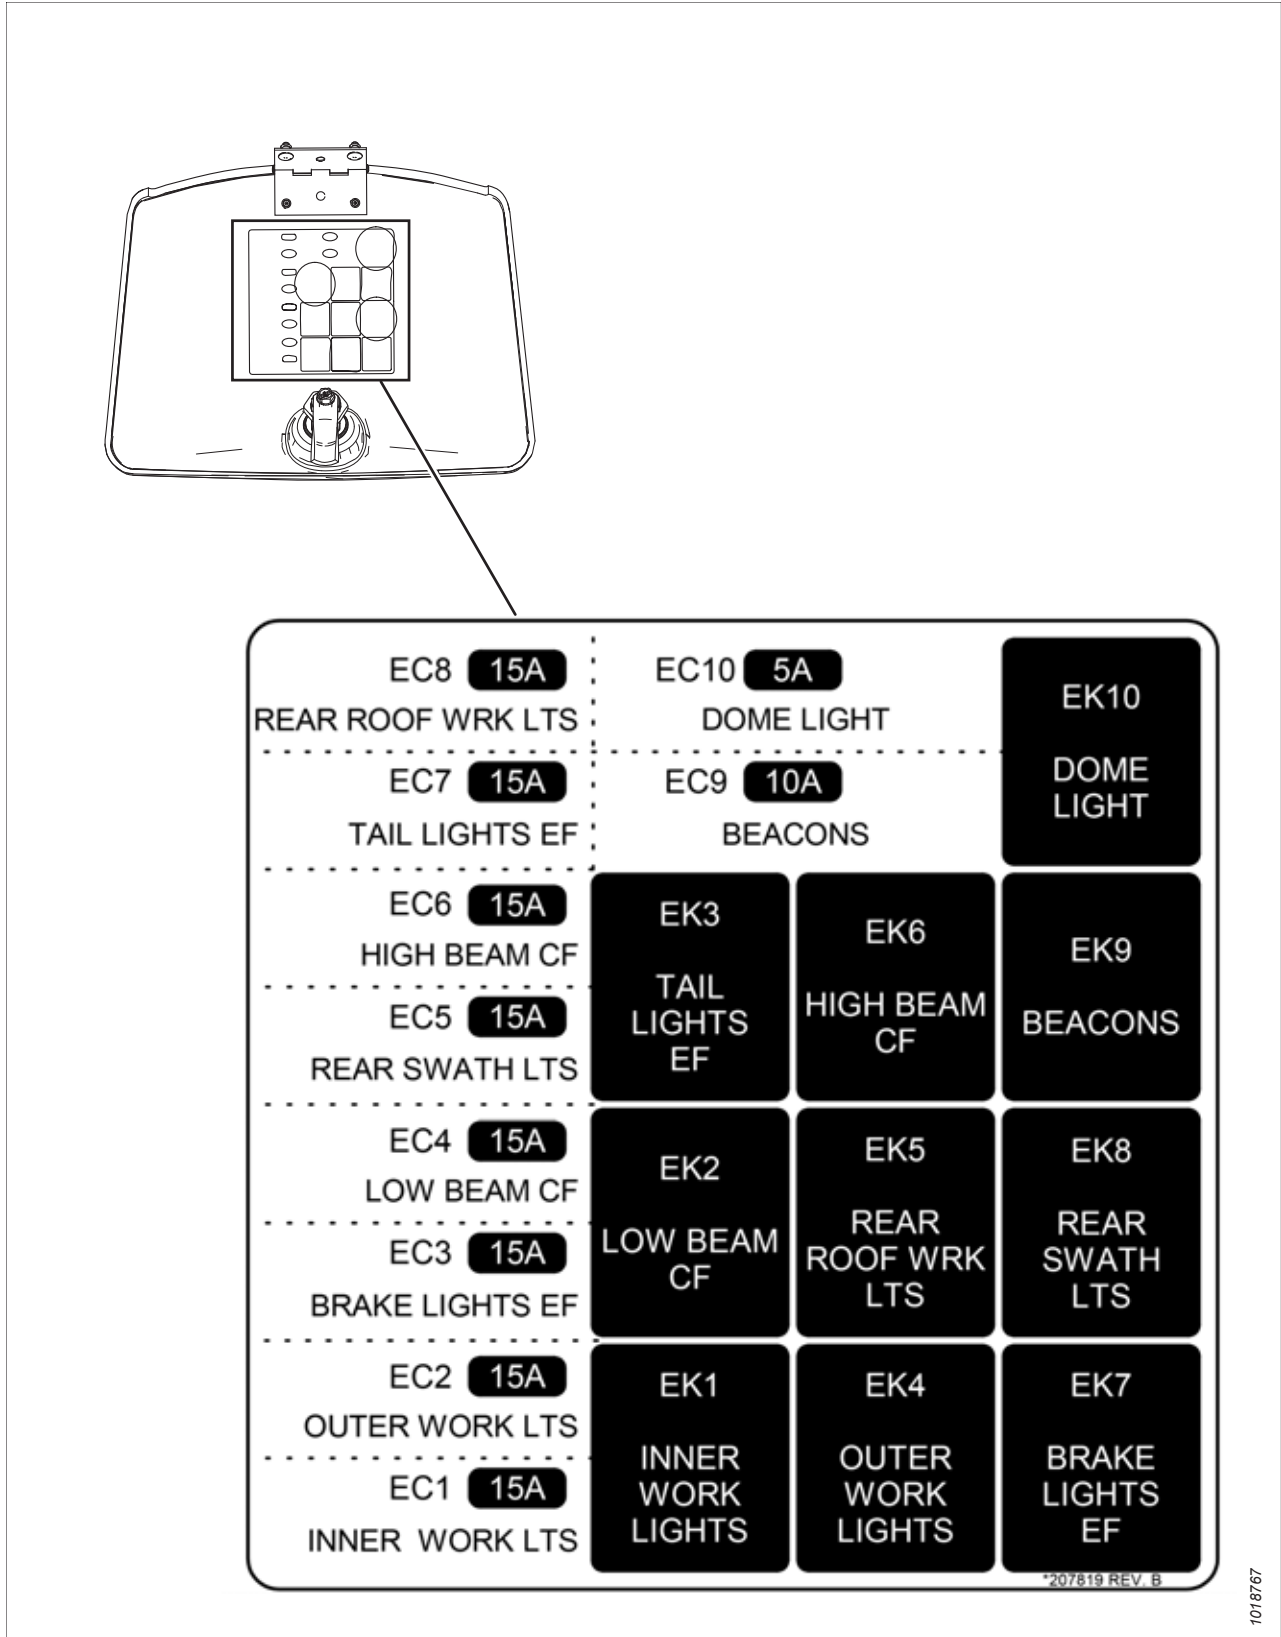 EC8 15A
REAR ROOF WRK LTS
EC10 5A
DOME LIGHT
EK10
DOME
LIGHT
EC7 15A
TAIL LIGHTS EF
EC9 10A
BEACONS
EC6 15A
HIGH BEAM CF
EC5 15A
REAR SWATH LTS
EK3
TAIL
LIGHTS
EF
EK6
HIGH BEAM
CF
EK9
BEACONS
EC4 15A
LOW BEAM CF
EC3 15A
BRAKE LIGHTS EF
EK2
LOW BEAM
CF
EK5
REAR
ROOF WRK
LTS
EK8
REAR
SWATH
LTS
EC2 15A
OUTER WORK LTS
EC1 15A
INNER WORK LTS
EK1
INNER
WORK
LIGHTS
EK4
OUTER
WORK
LIGHTS
EK7
BRAKE
LIGHTS
EF
*207819 REV. B
1018767